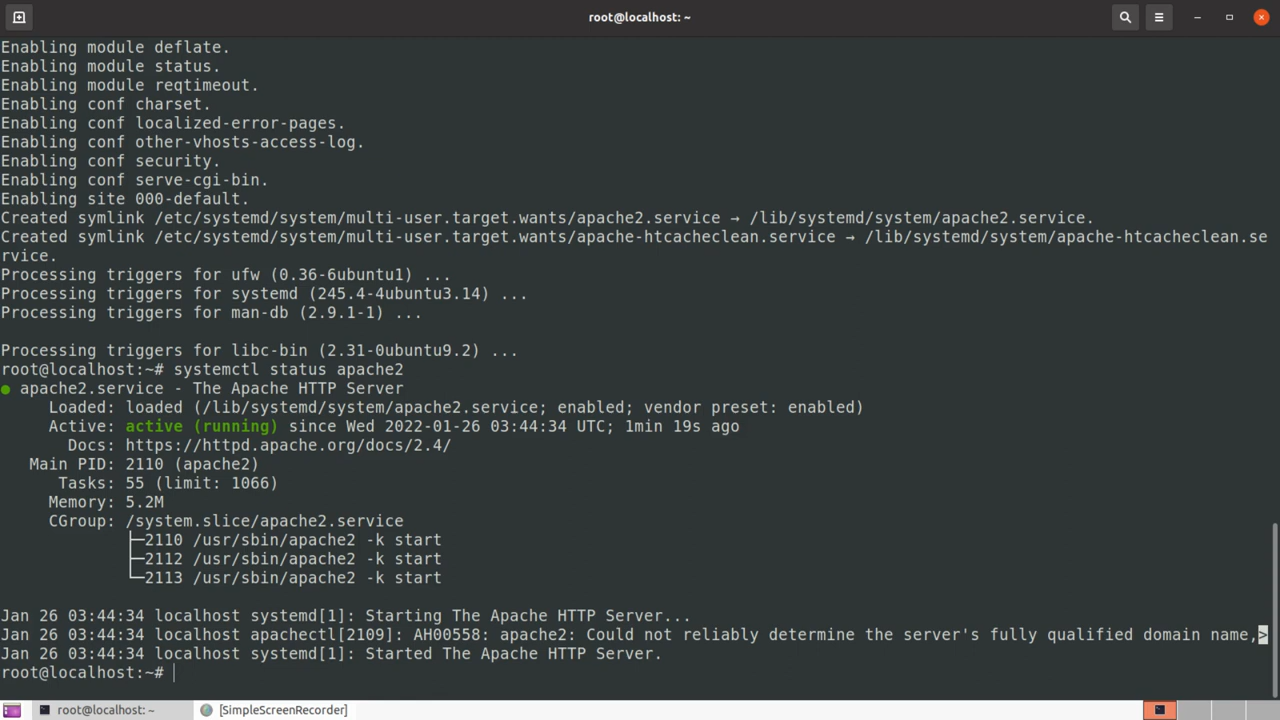 root@localhost: ~
Enabling module deflate.
Enabling module status.
Enabling module reqtimeout.
Enabling conf charset.
Enabling conf localized-error-pages.
Enabling conf other-vhosts-access-log.
Enabling conf security.
Enabling conf serve-cgi-bin.
Enabling site 000-default.
Created symlink /etc/systemd/system/multi-user.target.wants/apache2.service → /lib/systemd/system/apache2.service.
Created symlink /etc/systemd/system/multi-user.target.wants/apache-htcacheclean.service → /lib/systemd/system/apache-htcacheclean.se
rvice.
Processing triggers for ufw (0.36-6ubuntu1) ...
Processing triggers for systemd (245.4-4ubuntu3.14) ...
Processing triggers for man-db (2.9.1-1) ...
Processing triggers for libc-bin (2.31-0ubuntu9.2) ...
root@localhost:~# systemctl status apache2
● apache2.service - The Apache HTTP Server
Loaded: loaded (/lib/systemd/system/apache2.service; enabled; vendor preset: enabled)
Active: active (running) since Wed 2022-01-26 03:44:34 UTC; 1min 19s ago
Docs: https://httpd.apache.org/docs/2.4/
Main PID: 2110 (apache2)
Tasks: 55 (limit: 1066)
Memory: 5.2M
CGroup: /system.slice/apache2.service
├─2110 /usr/sbin/apache2 -k start
├─2112 /usr/sbin/apache2 -k start
└─2113 /usr/sbin/apache2 -k start
Jan 26 03:44:34 localhost systemd[1]: Starting The Apache HTTP Server...
Jan 26 03:44:34 localhost apachectl[2109]: AH00558: apache2: Could not reliably determine the server's fully qualified domain name,>
Jan 26 03:44:34 localhost systemd[1]: Started The Apache HTTP Server.
root@localhost:~#
root@localhost: ~
[SimpleScreenRecorder]